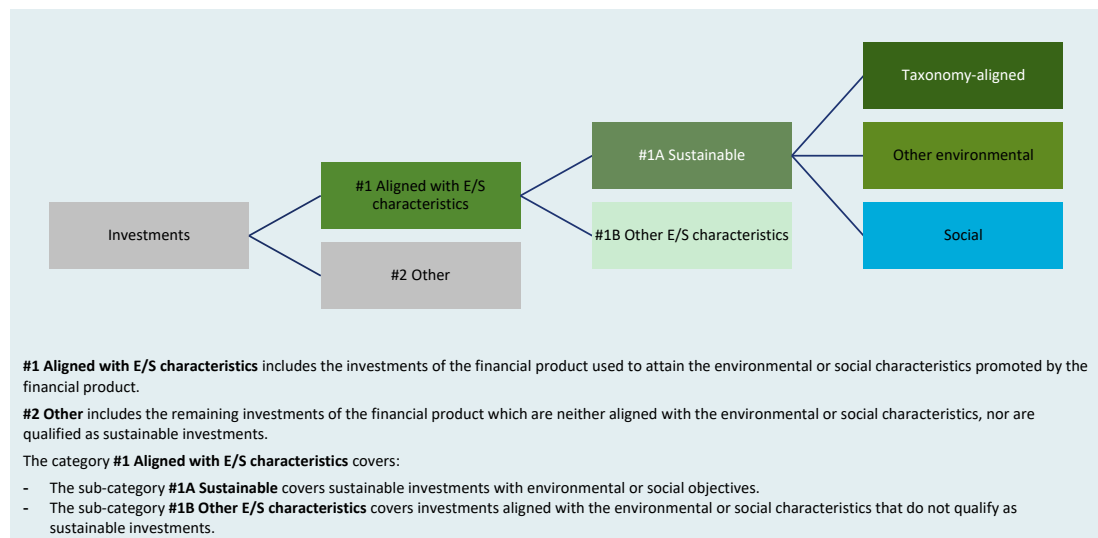 Taxonomy-aligned
#1A Sustainable
Other environmental
#1 Aligned with E/S
characteristics
Investments
#1B Other E/S characteristics
Social
#2 Other
#1 Aligned with E/S characteristics includes the investments of the financial product used to attain the environmental or social characteristics promoted by the
financial product.
#2 Other includes the remaining investments of the financial product which are neither aligned with the environmental or social characteristics, nor are
qualified as sustainable investments.
The category #1 Aligned with E/S characteristics covers:
- The sub-category #1A Sustainable covers sustainable investments with environmental or social objectives.
- The sub-category #1B Other E/S characteristics covers investments aligned with the environmental or social characteristics that do not qualify as
sustainable investments.